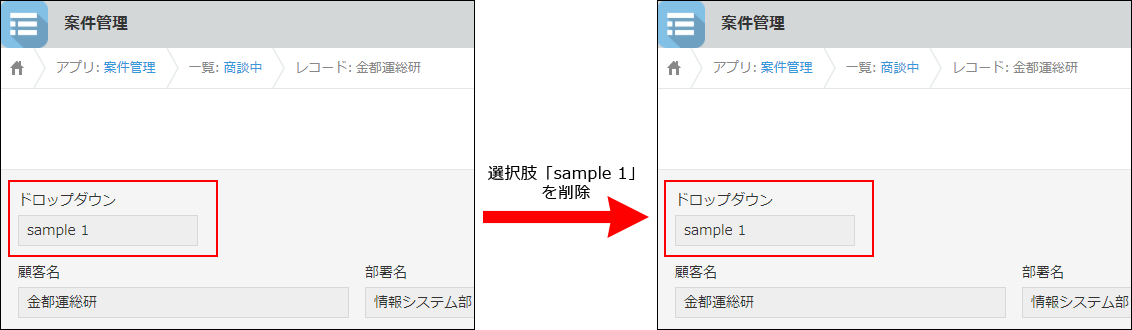 案件管理
アプリ: 案件管理 一覧: 商談中 レコード: 金都運総研
ドロップダウン
sample 1
顧客名 部署名
金都運総研 情報システム部
選択肢「sample 1」
を削除
案件管理
アプリ: 案件管理 一覧: 商談中 レコード: 金都運総研
ドロップダウン
sample 1
顧客名 部署名
金都運総研 情報システム部